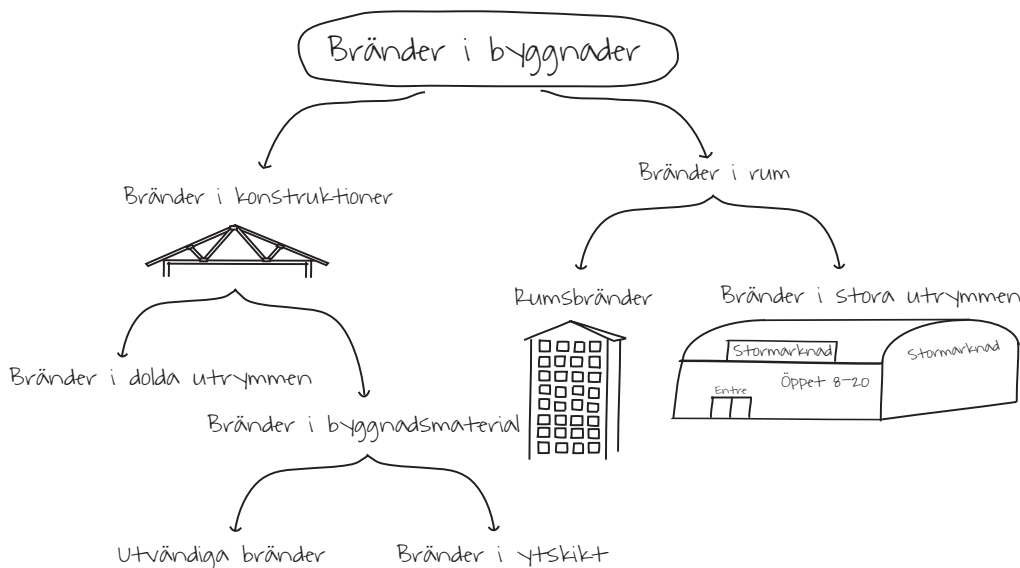 Bränder i byggnader
Bränder i konstruktioner
Bränder i rum
Rumsbränder
Bränder i stora utrymmen
Stormarknad
Stormarknad
Öppet 8-20
Entre
Bränder i dolda utrymmen
Bränder i byggnadsmaterial
Utvändiga bränder
Bränder i ytskikt